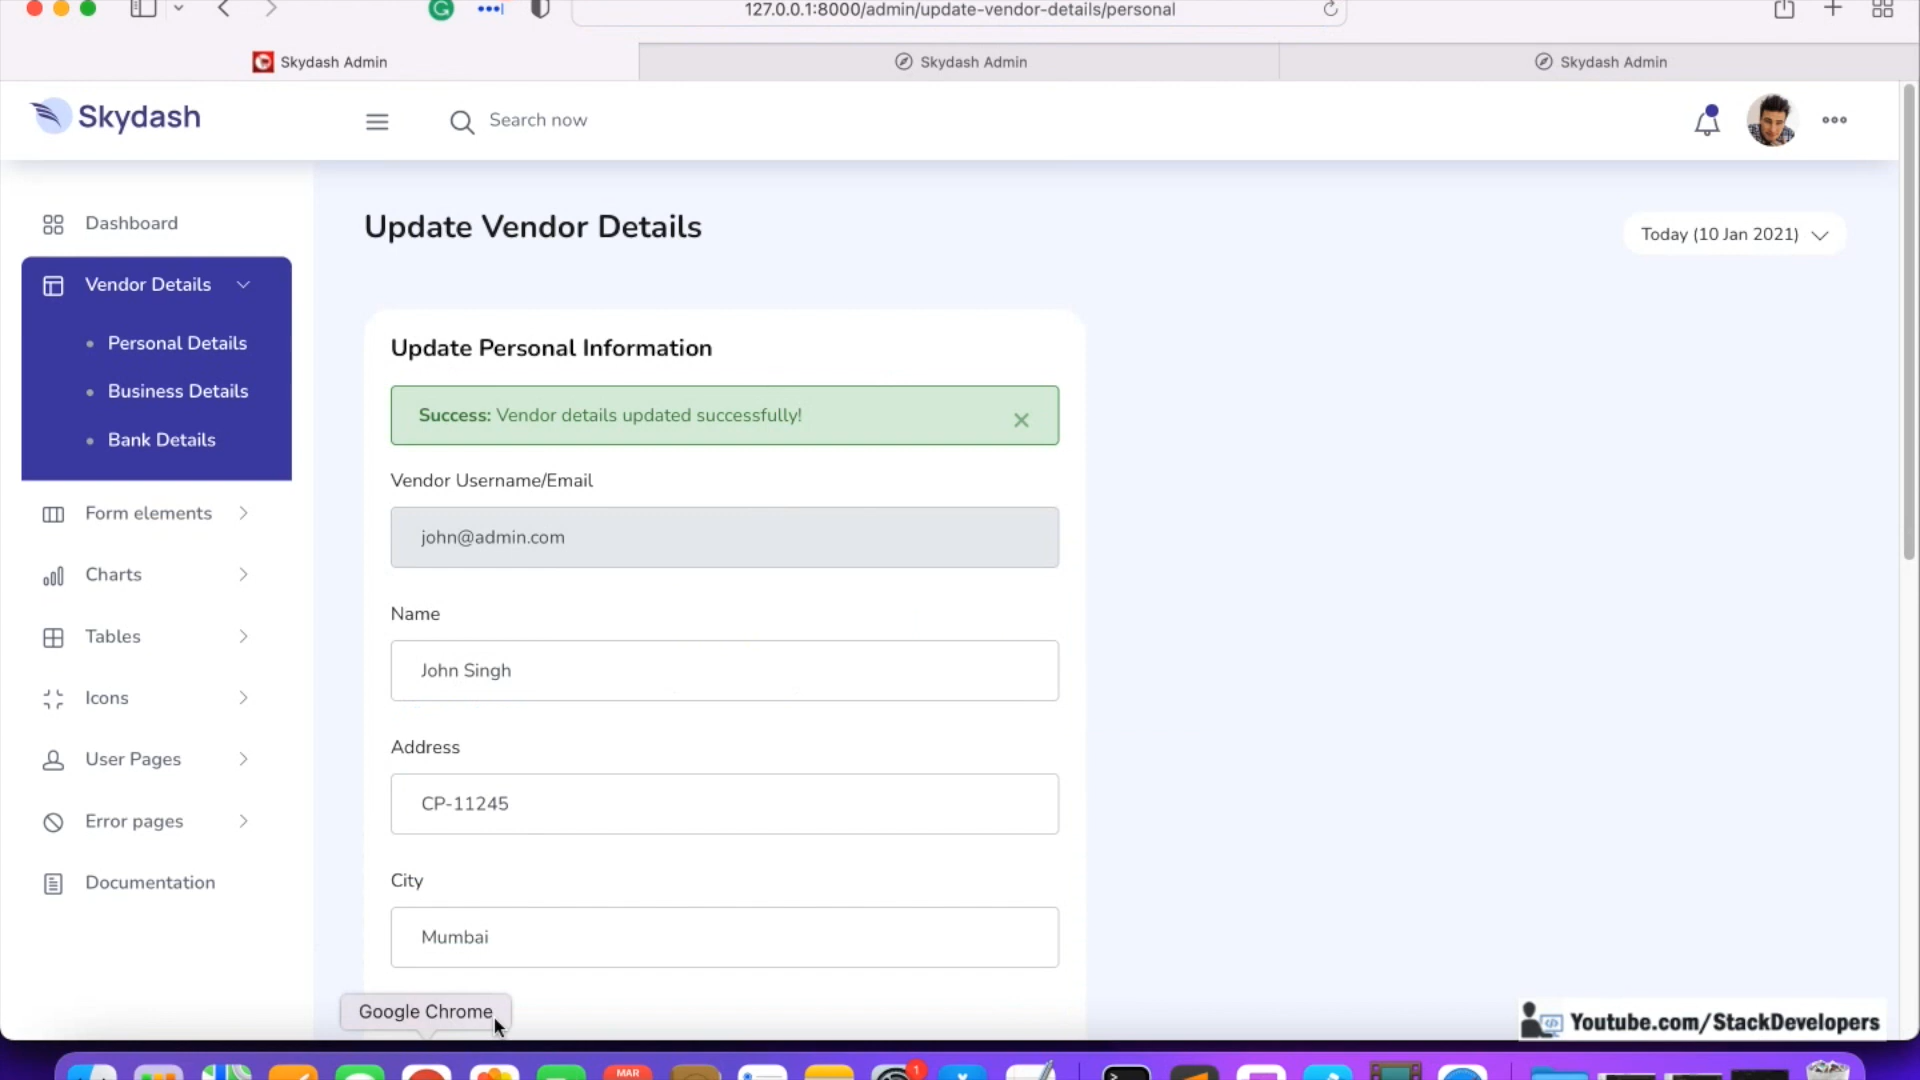 127.0.0.1:8000/admin/update-vendor-details/personal
Skydash Admin
Skydash Admin
Skydash Admin
Skydash
Search now
Dashboard
Vendor Details
Personal Details
Business Details
Bank Details
Form elements
Charts
Tables
Icons
User Pages
Error pages
Documentation
Update Vendor Details
Today (10 Jan 2021)
Update Personal Information
Success: Vendor details updated successfully!
Vendor Username/Email
john@admin.com
Name
John Singh
Address
CP-11245
City
Mumbai
Google Chrome
Youtube.com/StackDevelopers
MAR
1